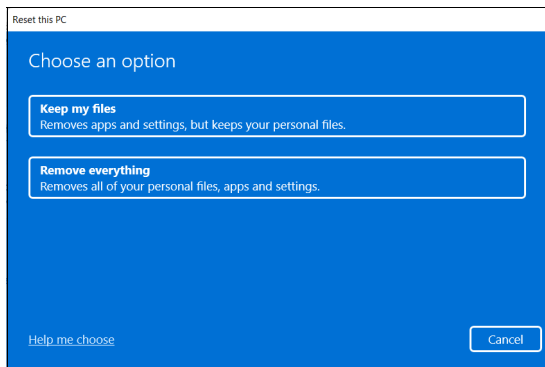 Reset this PC
Choose an option
Keep my files
Removes apps and settings, but keeps your personal files.
Remove everything
Removes all of your personal files, apps and settings.
Help me choose
Cancel